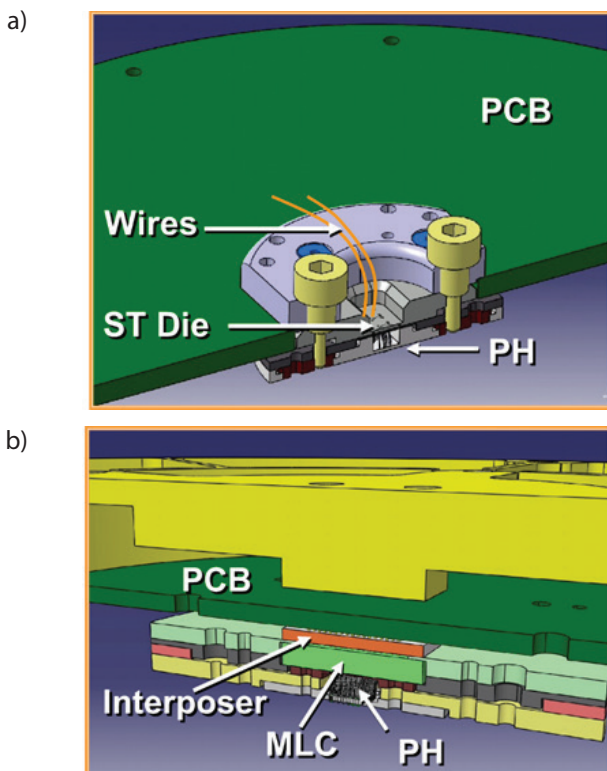 a)
PCB
Wires
ST Die
PH
b)
PCB
Interposer
MLC
PH